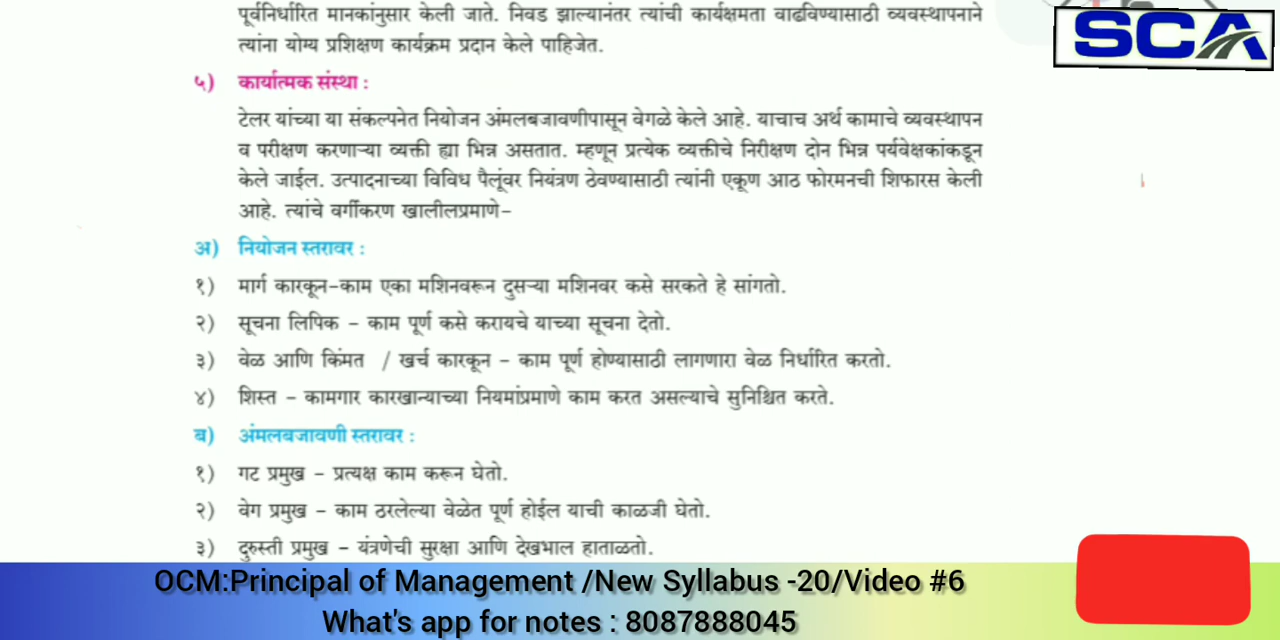 पूर्वनिर्धारित मानकांनुसार केली जाते. निवड झाल्यानंतर त्यांची कार्यक्षमता वाढविण्यासाठी व्यवस्थापनाने
त्यांना योग्य प्रशिक्षण कार्यक्रम प्रदान केले पाहिजेत.
SCA
५) कार्यात्मक संस्था :
टेलर यांच्या या संकल्पनेत नियोजन अंमलबजावणीपासून वेगळे केले आहे. याचाच अर्थ कामाचे व्यवस्थापन
व परीक्षण करणाऱ्या व्यक्ती ह्या भिन्न असतात. म्हणून प्रत्येक व्यक्तीचे निरीक्षण दोन भिन्न पर्यवेक्षकांकडून
केले जाईल. उत्पादनाच्या विविध पैलूंवर नियंत्रण ठेवण्यासाठी त्यांनी एकूण आठ फोरमनची शिफारस केली
आहे. त्यांचे वर्गीकरण खालीलप्रमाणे-
अ) नियोजन स्तरावर :
१) मार्ग कारकून-काम एका मशिनवरून दुसऱ्या मशिनवर कसे सरकते हे सांगतो.
२) सूचना लिपिक - काम पूर्ण कसे करायचे याच्या सूचना देतो.
३) वेळ आणि किंमत / खर्च कारकून - काम पूर्ण होण्यासाठी लागणारा वेळ निर्धारित करतो.
४) शिस्त - कामगार कारखान्याच्या नियमांप्रमाणे काम करत असल्याचे सुनिश्चित करते.
ब) अंमलबजावणी स्तरावर :
१) गट प्रमुख - प्रत्यक्ष काम करून घेतो.
२) वेग प्रमुख - काम ठरलेल्या वेळेत पूर्ण होईल याची काळजी घेतो.
३) दुरुस्ती प्रमुख - यंत्रणेची सुरक्षा आणि देखभाल हाताळतो.
OCM:Principal of Management /New Syllabus -20/Video #6
What's app for notes : 8087888045